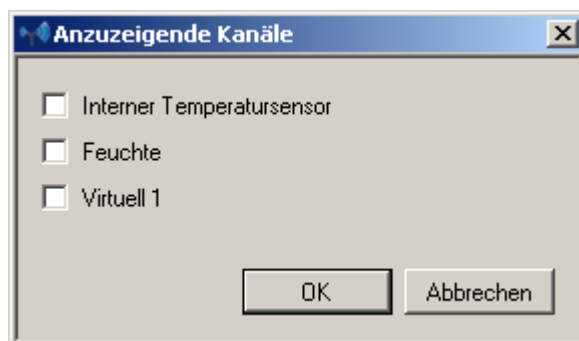 Anzuzeigende Kanäle
Interner Temperatursensor
Feuchte
Virtuell 1
OK Abbrechen